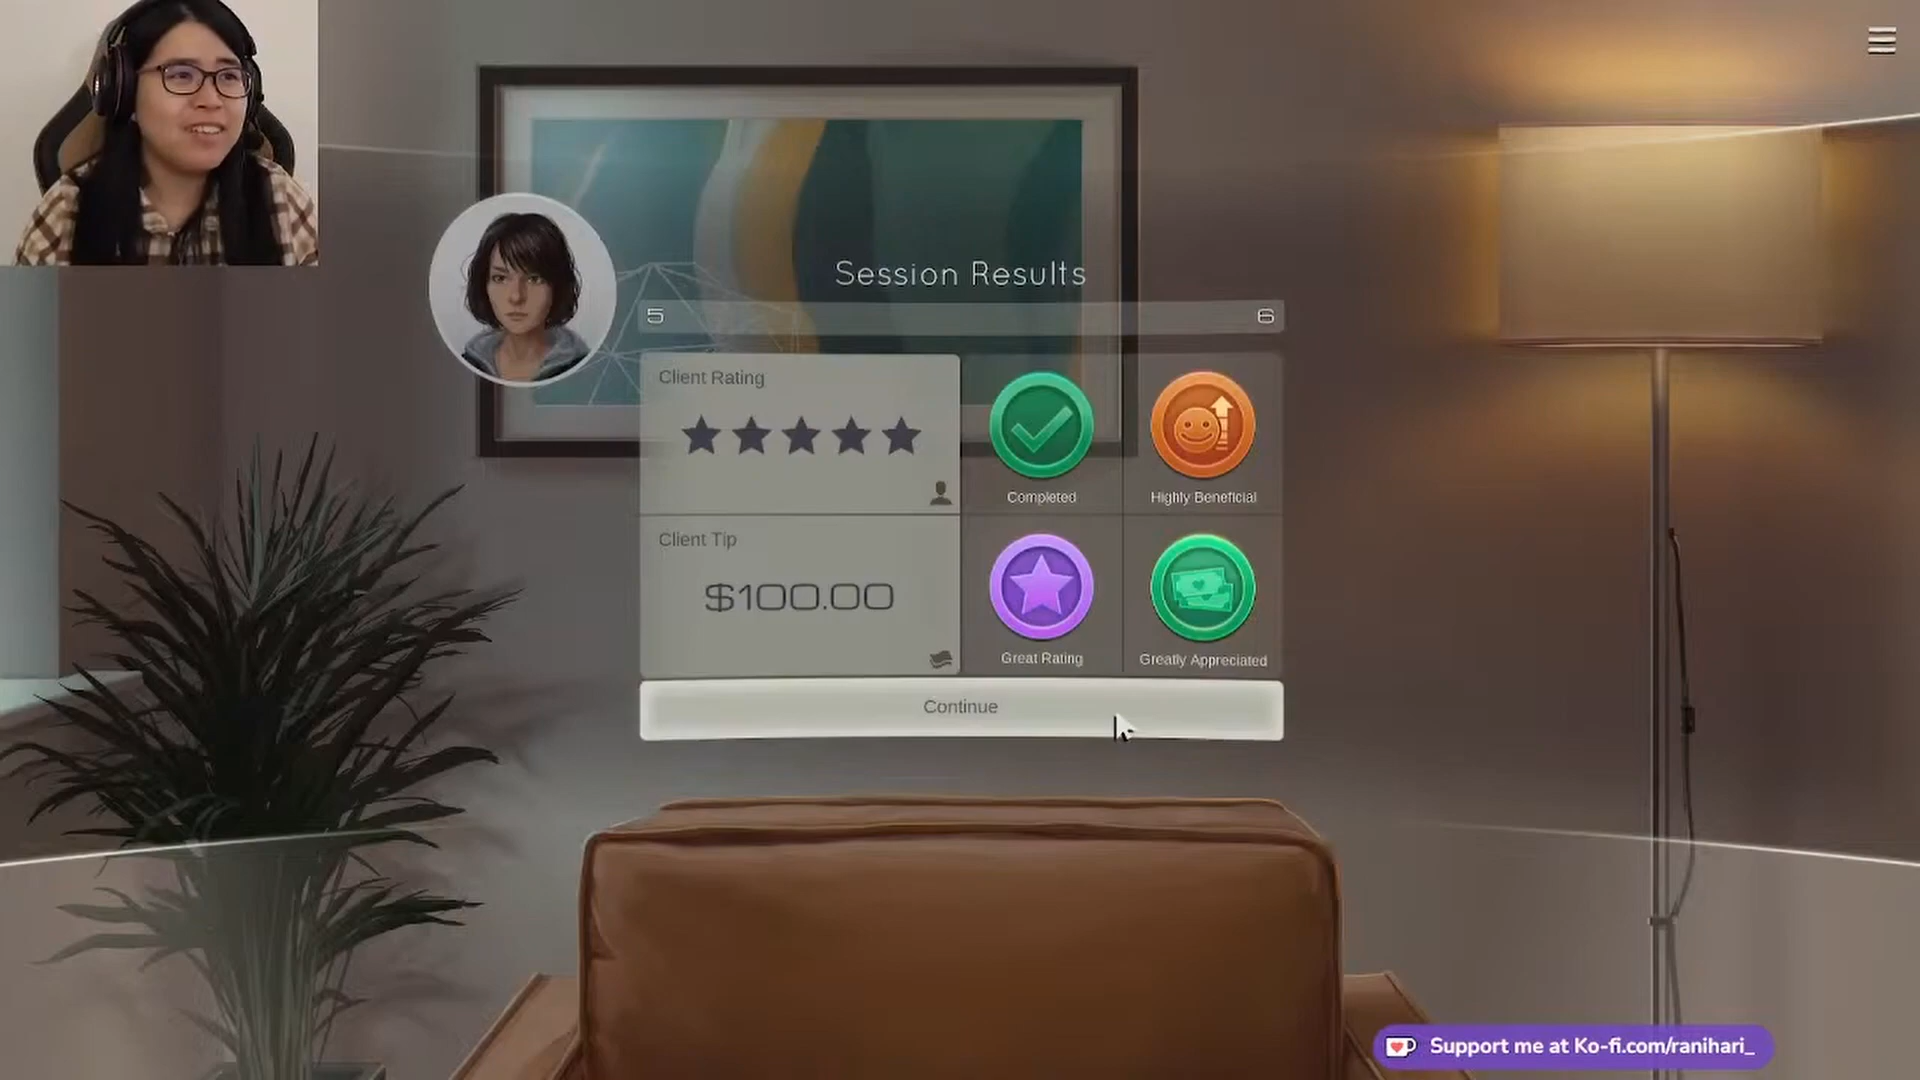 Session Results
5
6
Client Rating
Completed
Highly Beneficial
Client Tip
$100.00
Great Rating
Greatly Appreciated
Continue
Support me at Ko-fi.com/ranihari_